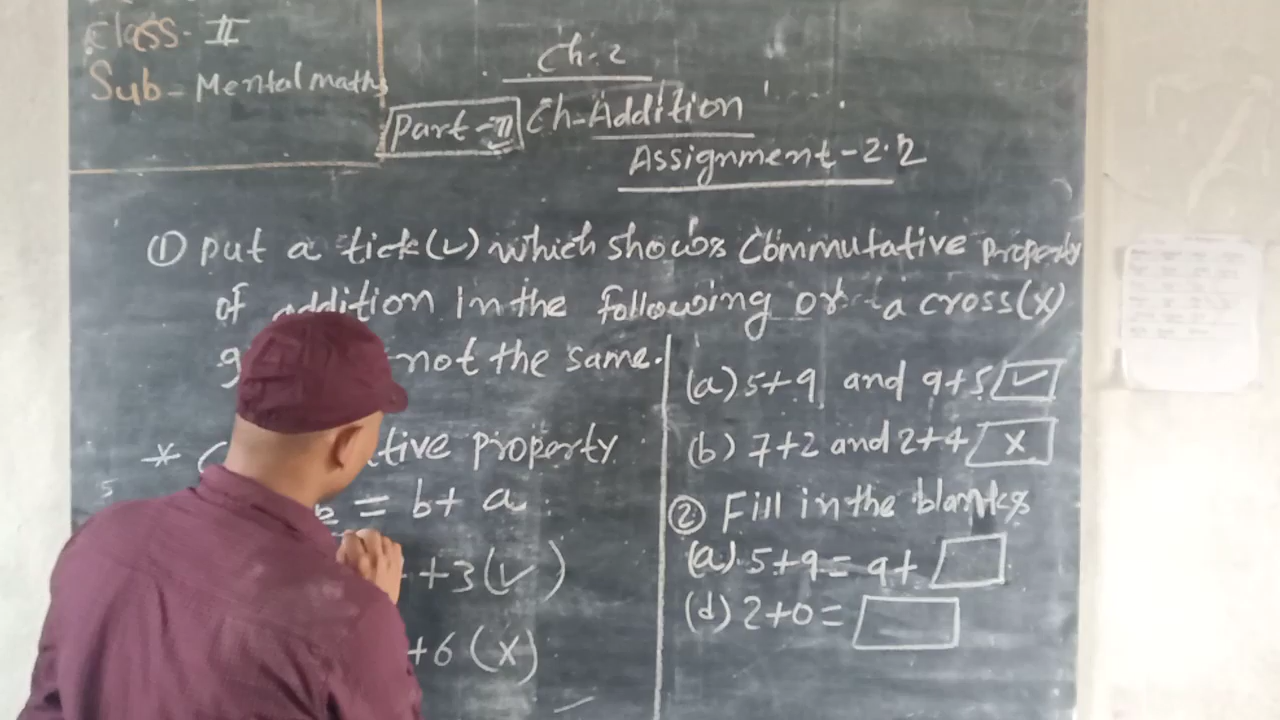 Class - II
Sub - Mental maths
Ch-2
Part - II Ch-Addition
Assignment - 2.2
① put a tick (✓) which shows Commutative property
of addition in the following or a cross (x)
not the same.
* property
= b + a
+3 (✓)
+6 (x)
(a) 5+9 and 9+5 ✓
(b) 7+2 and 2+4 x
② Fill in the blanks
(a) 5+9 = 9+
(d) 2+0 =